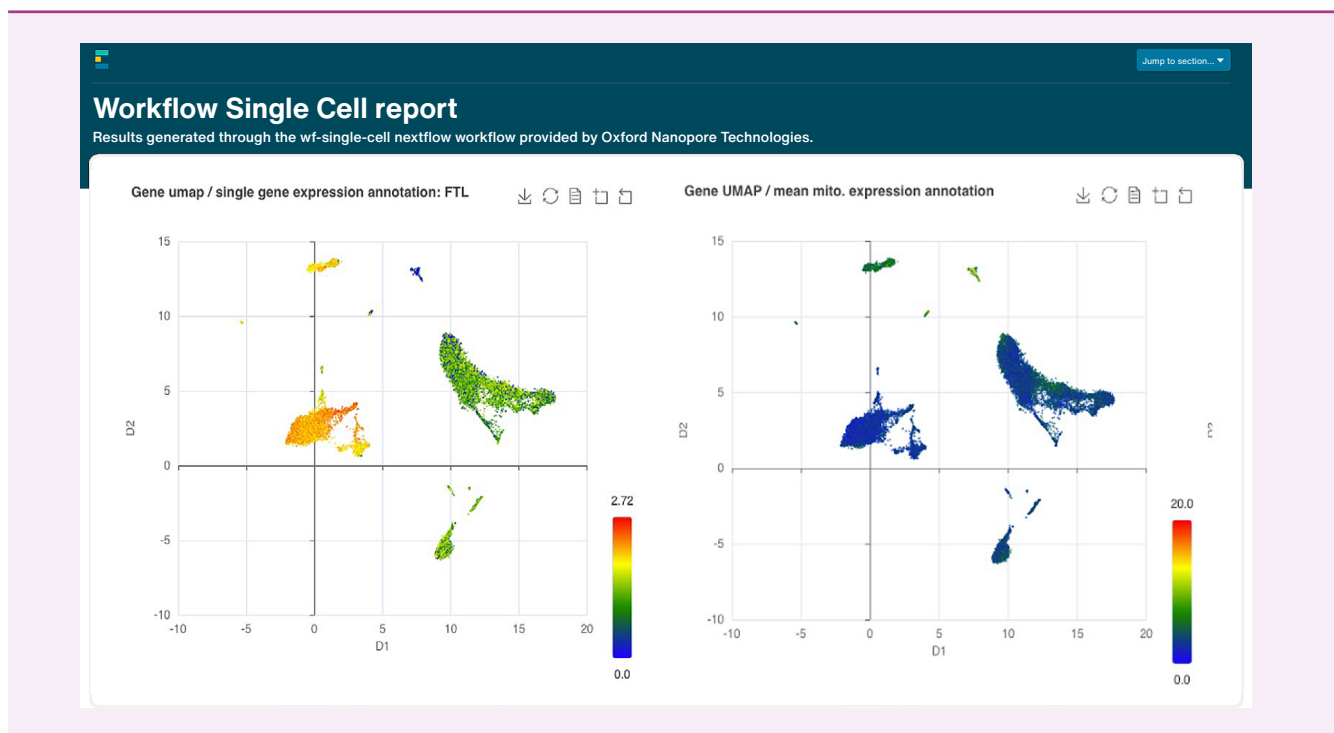 Jump to section...
Workflow Single Cell report
Results generated through the wf-single-cell nextflow workflow provided by Oxford Nanopore Technologies.
Gene umap / single gene expression annotation: FTL
15
10
5
0
-5
-10
-10 -5 0 5 10 15 20
D1
D2
2.72
0.0
Gene UMAP / mean mito. expression annotation
15
10
5
0
-5
-10
-10 -5 0 5 10 15 20
D1
D2
20.0
0.0